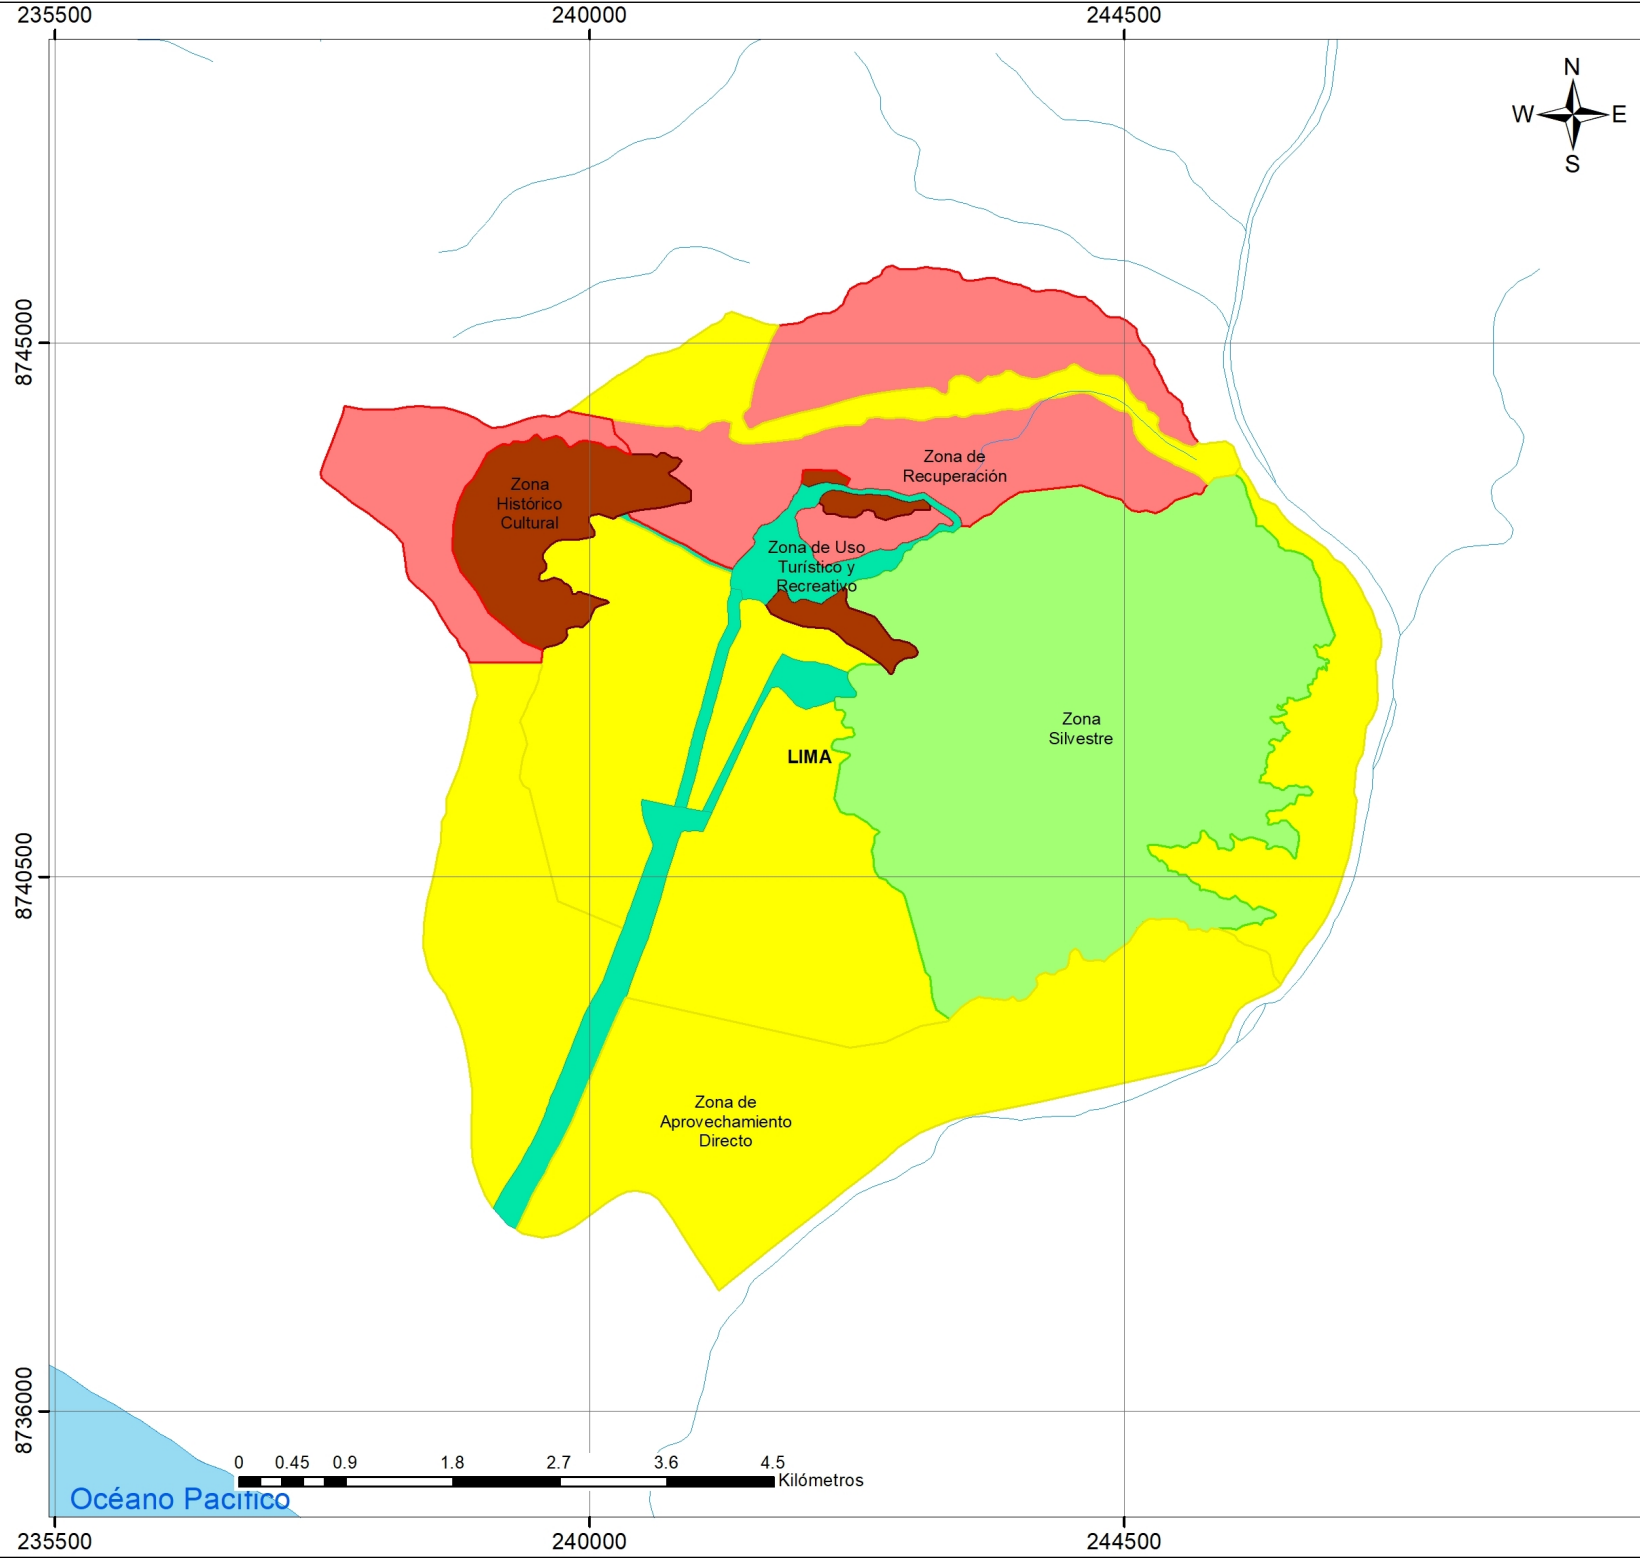 235500 240000 244500
N
W E
S
8745000
Zona de
Recuperación
Zona
Histórico
Cultural
Zona de Uso
Turístico y
Recreativo
Zona
Silvestre
LIMA
8740500
Zona de
Aprovechamiento
Directo
8736000
0 0.45 0.9 1.8 2.7 3.6 4.5
Kilómetros
Océano Pacífico
235500 240000 244500